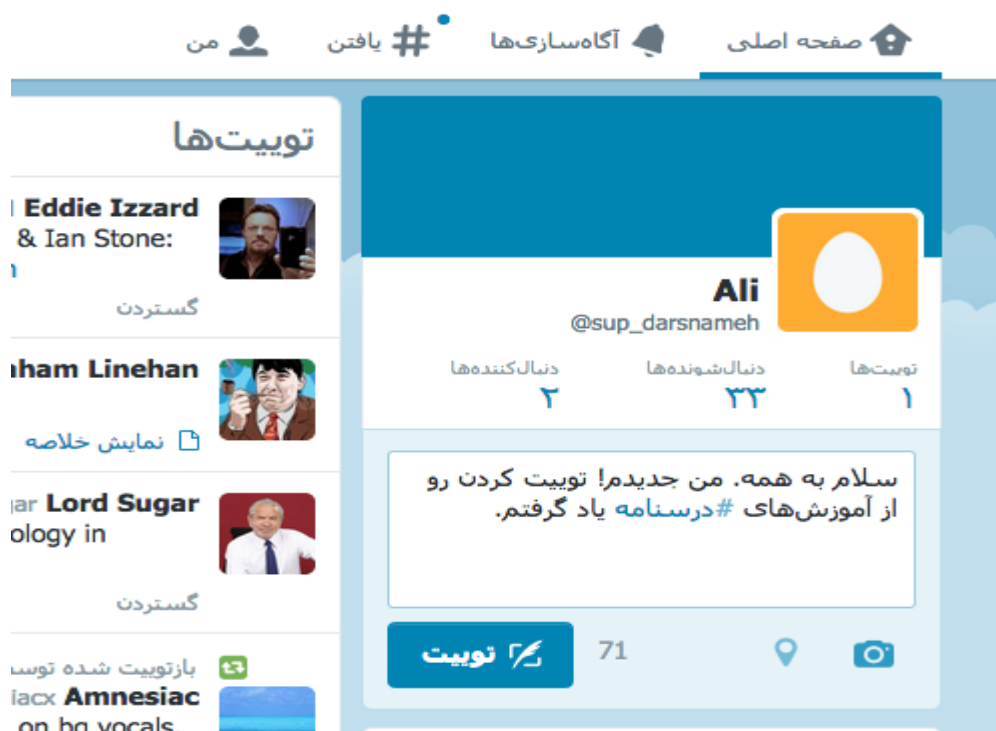 صفحه اصلی
آگاه‌سازی‌ها
یافتن
من
Ali
@sup_darsnameh
توییت‌ها
دنبال‌شونده‌ها
دنبال‌کننده‌ها
۱
۳۳
۲
سلام به همه. من جدیدم! توییت کردن رو
از آموزش‌های #درسنامه یاد گرفتم.
71
توییت
توییت‌ها
Eddie Izzard
& Ian Stone:
گستردن
Linehan
نمایش خلاصه
Lord Sugar
in
گستردن
بازتوییت شده
Amnesiac
on bg vocals